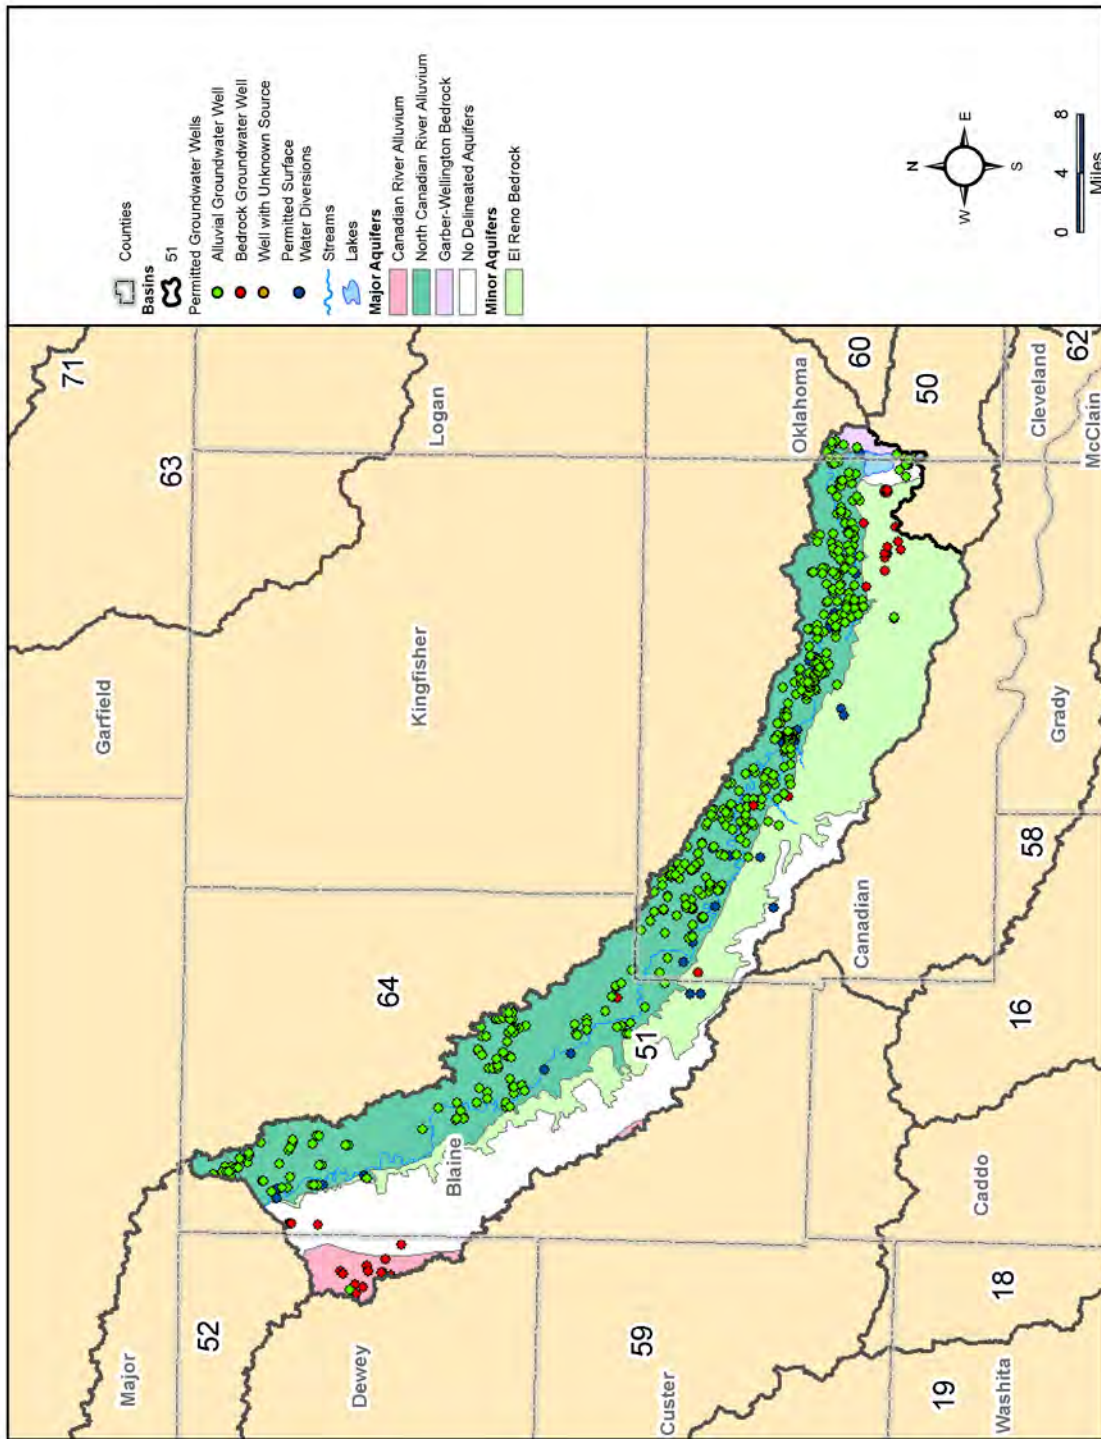 Counties
Basins
51
Permitted Groundwater Wells
Alluvial Groundwater Well
Bedrock Groundwater Well
Well with Unknown Source
Permitted Surface
Water Diversions
Streams
Lakes
Major Aquifers
Canadian River Alluvium
North Canadian River Alluvium
Garber-Wellington Bedrock
No Delineated Aquifers
Minor Aquifers
El Reno Bedrock
N
W
E
S
0
4
8
Miles
71
63
Garfield
Logan
Kingfisher
Major
52
64
Dewey
Blaine
51
Oklahoma
60
50
59
Custer
Canadian
Cleveland
62
McClain
Grady
58
16
Caddo
18
19
Washita